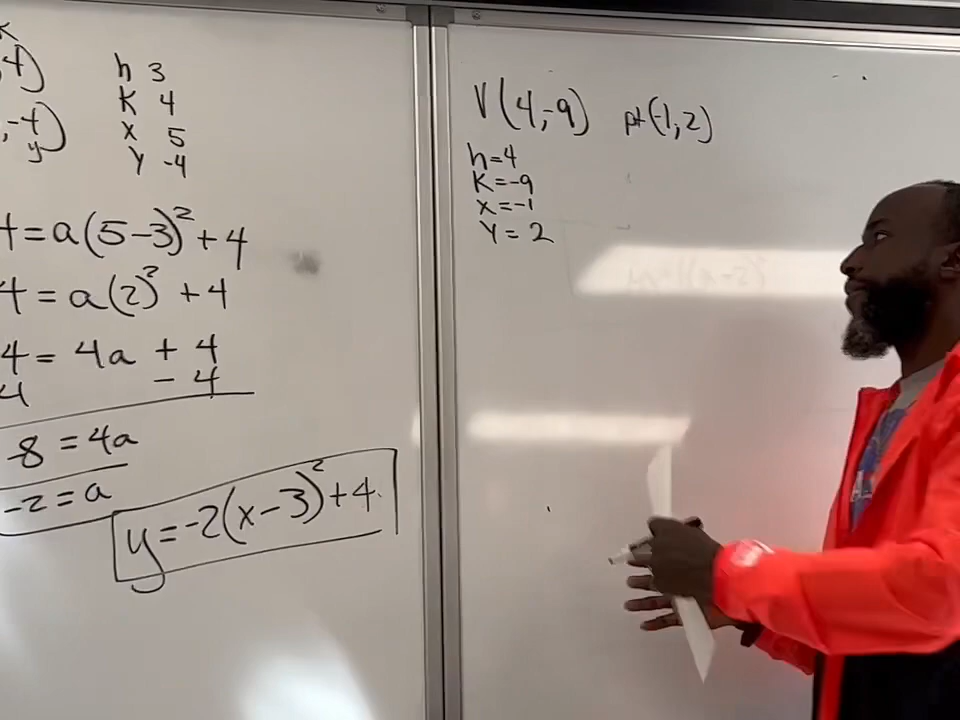 K
,4)
,-4)
y
h 3
K 4
x 5
Y -4
4=a(5-3)²+4
4=a(2)²+4
4=4a+4
4 -4
-8=4a
-2=a
y=-2(x-3)²+4
V(4,-9) pt(-1,2)
h=4
K=-9
x=-1
Y=2